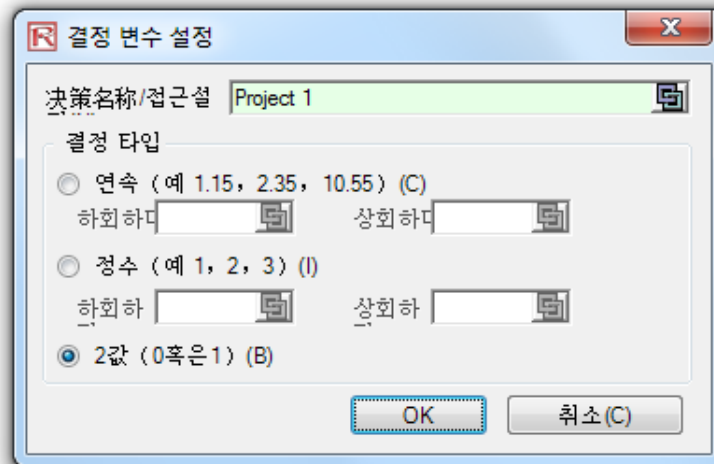 결정 변수 설정
决策名称/접근설 Project 1
결정 타입
연속 (예 1.15, 2.35, 10.55) (C)
하회하다 상회하다
정수 (예 1, 2, 3) (I)
하회하 상회하
2값 (0혹은1) (B)
OK 취소(C)